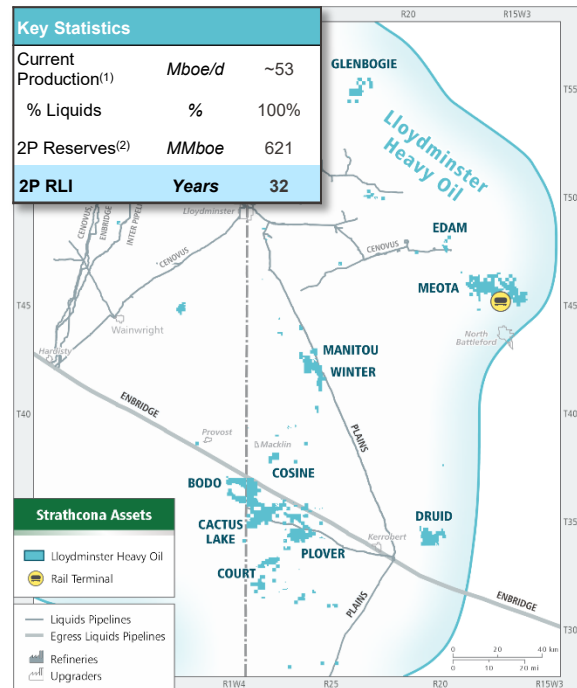 Key Statistics
Current Production(1) Mboe/d ~53
% Liquids % 100%
2P Reserves(2) MMboe 621
2P RLI Years 32
R20
R15W3
T55
GLENBOGIE
Lloydminster
Heavy Oil
T50
CENOVUS
ENBRIDGE
INTER PIPELINE
Lloydminster
EDAM
CENOVUS
CENOVUS
MEOTA
T45
T45
Wainwright
North
Battleford
Hardisty
MANITOU
WINTER
T40
T40
ENBRIDGE
PLAINS
Provost
Macklin
COSINE
BODO
Strathcona Assets
Lloydminster Heavy Oil
Rail Terminal
CACTUS
LAKE
DRUID
T35
PLOVER
Kerrobert
COURT
PLAINS
ENBRIDGE
Liquids Pipelines
Egress Liquids Pipelines
Refineries
Upgraders
T30
0 20 40 km
0 10 20 mi
R1W4
R25
R20
R15W3